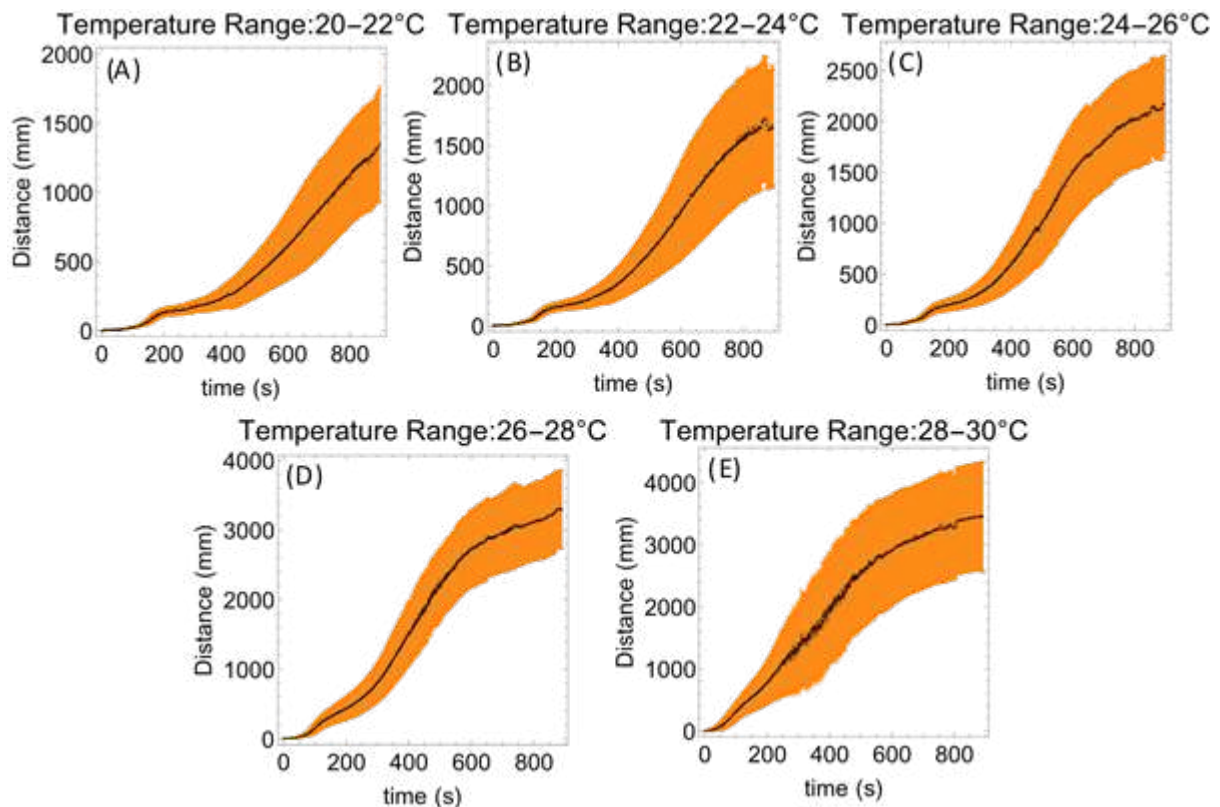 Temperature Range:20−22°C
(A)
Distance (mm)
2000
1500
1000
500
0
0 200 400 600 800
time (s)
Temperature Range:22−24°C
(B)
Distance (mm)
2000
1500
1000
500
0
0 200 400 600 800
time (s)
Temperature Range:24−26°C
(C)
Distance (mm)
2500
2000
1500
1000
500
0
0 200 400 600 800
time (s)
Temperature Range:26−28°C
(D)
Distance (mm)
4000
3000
2000
1000
0
0 200 400 600 800
time (s)
Temperature Range:28−30°C
(E)
Distance (mm)
4000
3000
2000
1000
0
0 200 400 600 800
time (s)